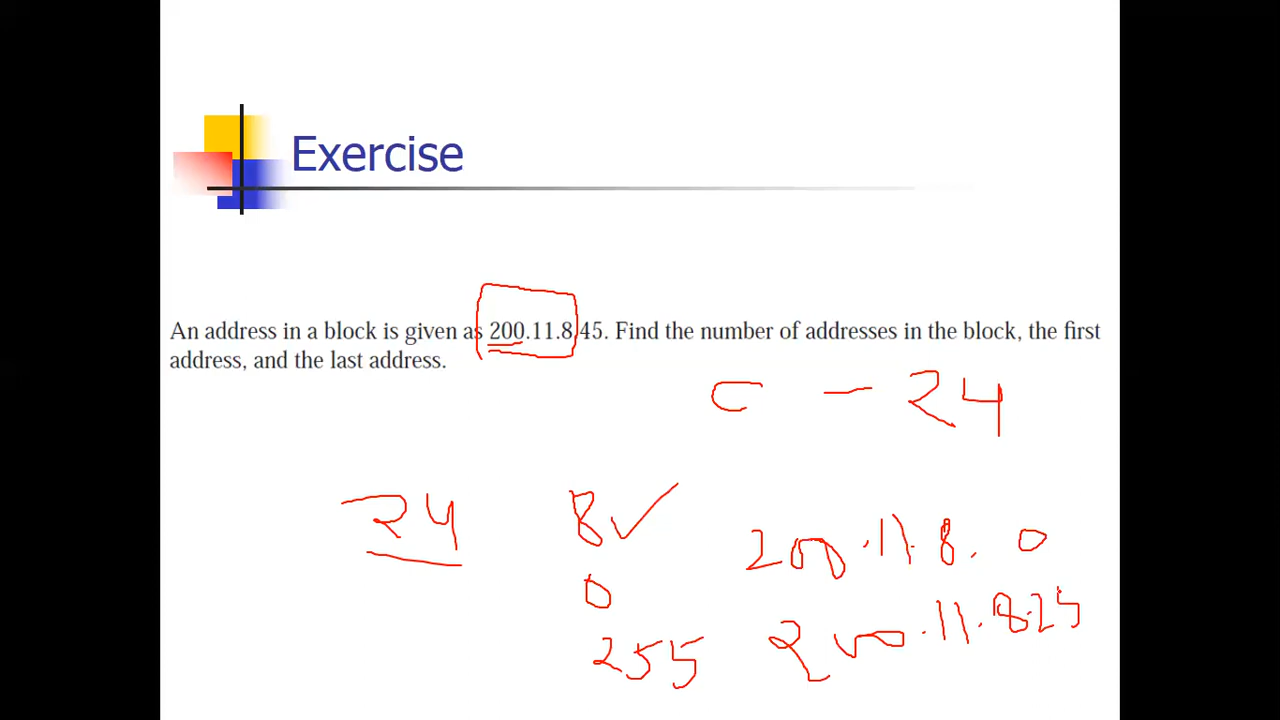 Exercise
An address in a block is given as 200.11.8.45. Find the number of addresses in the block, the first
address, and the last address.
C - 24
24 8 200.11.8.0
0
255 200.11.8.25